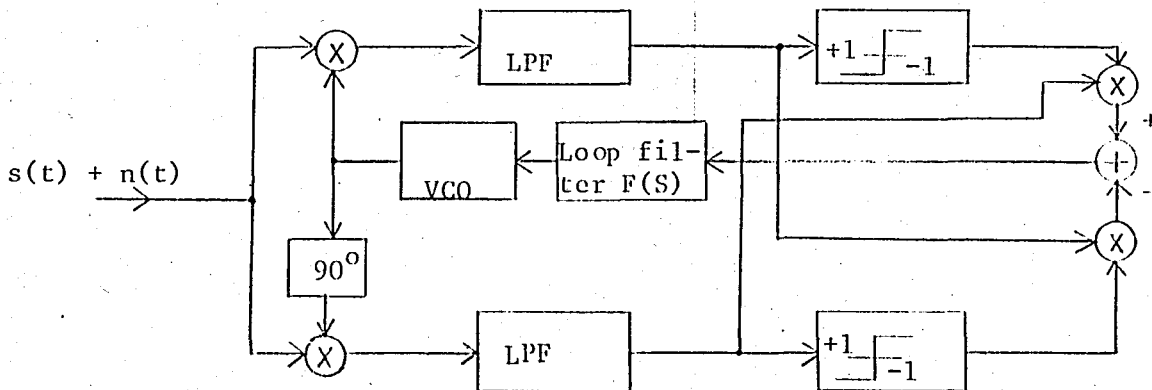 X
LPF
+1
-1
X
+
s(t) + n(t)
VCO
Loop fil-
ter F(S)
+
-
X
90°
X
LPF
+1
-1